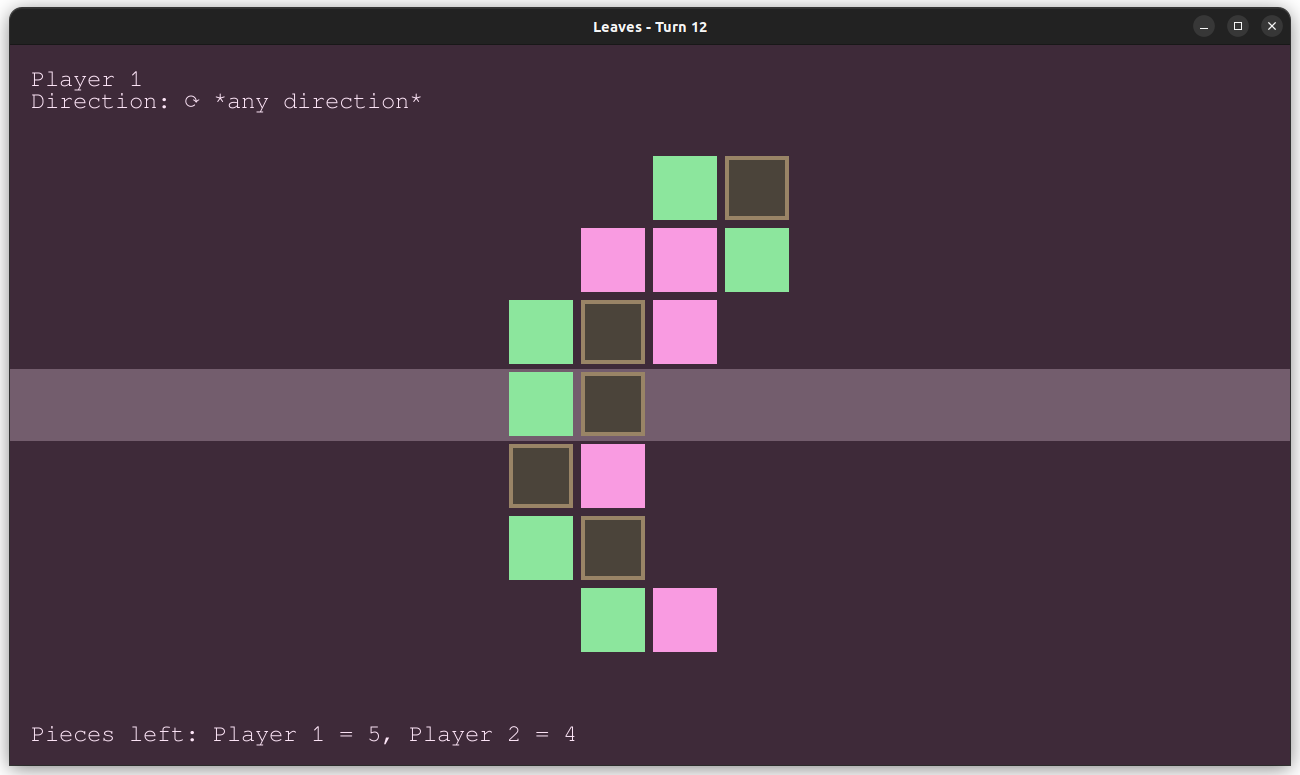 Leaves - Turn 12
Player 1
Direction: ⟳ *any direction*
Pieces left: Player 1 = 5, Player 2 = 4